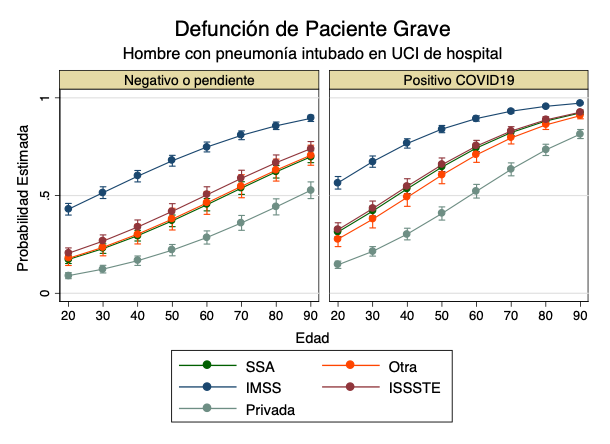 Defunción de Paciente Grave
Hombre con pneumonía intubado en UCI de hospital
Negativo o pendiente
Positivo COVID19
Probabilidad Estimada
1
.5
0
20 30 40 50 60 70 80 90
20 30 40 50 60 70 80 90
Edad
SSA
Otra
IMSS
ISSSTE
Privada